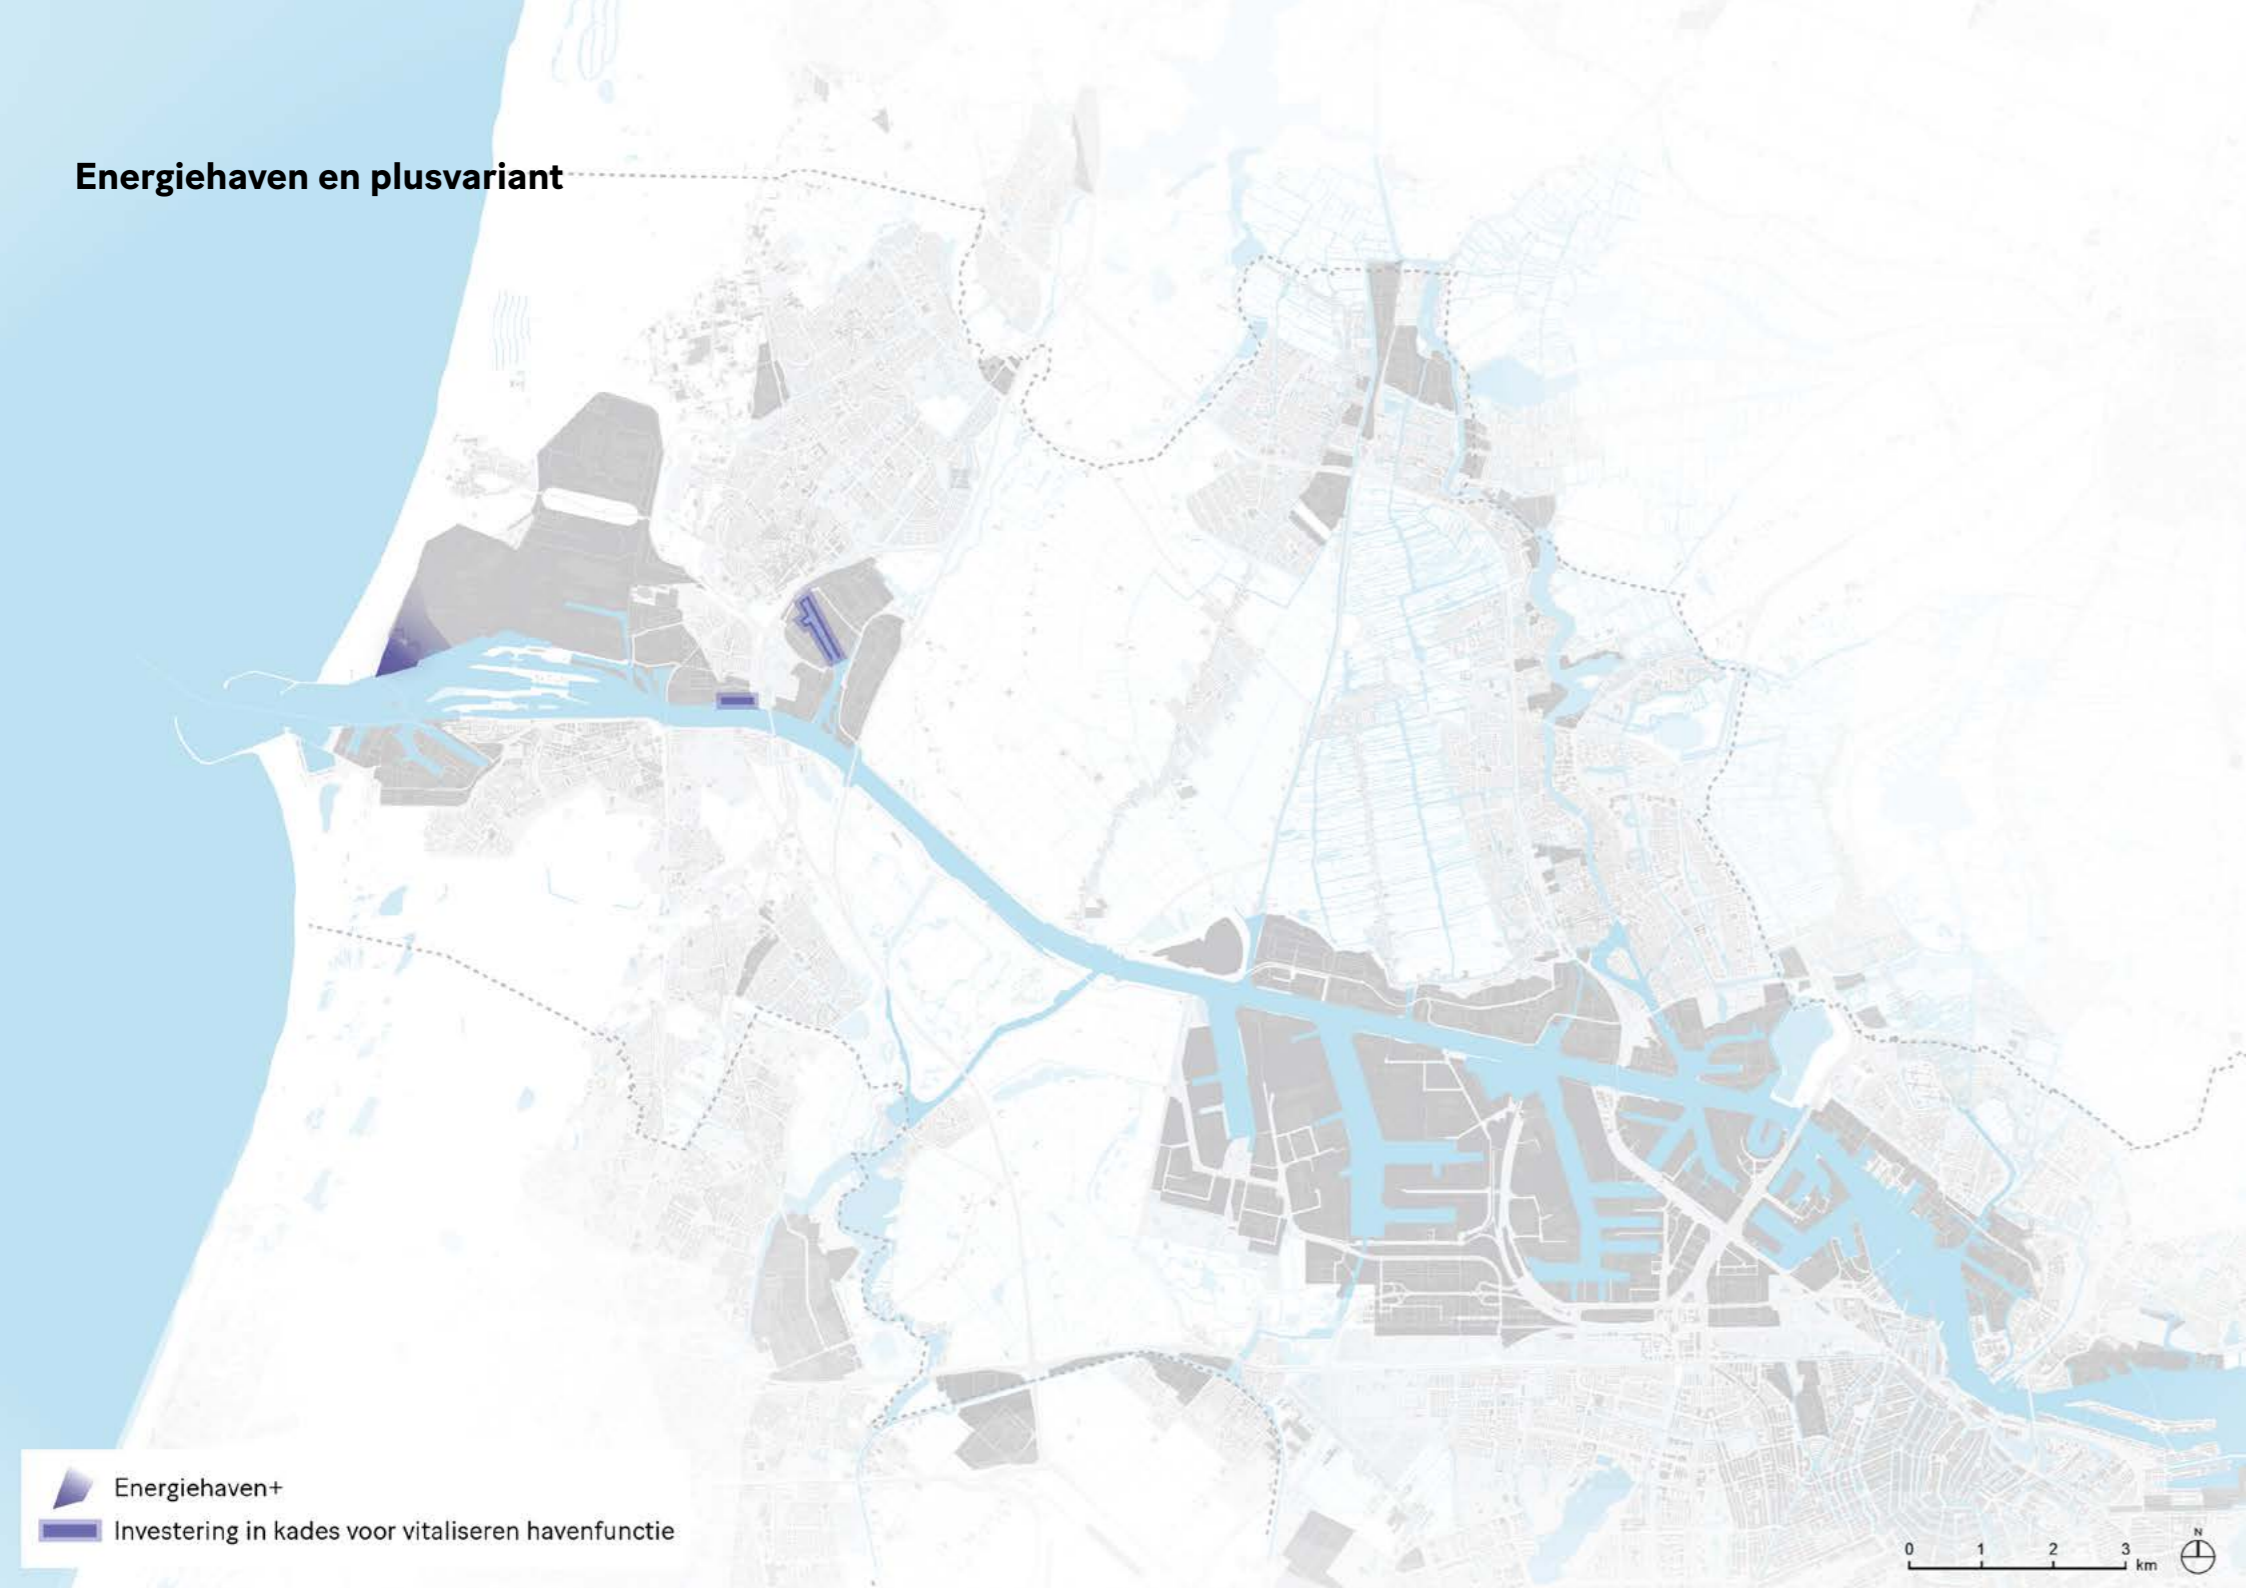 Energiehaven en plusvariant
Energiehaven+
Investering in kades voor vitaliseren havenfunctie
0 1 2 3 km
N